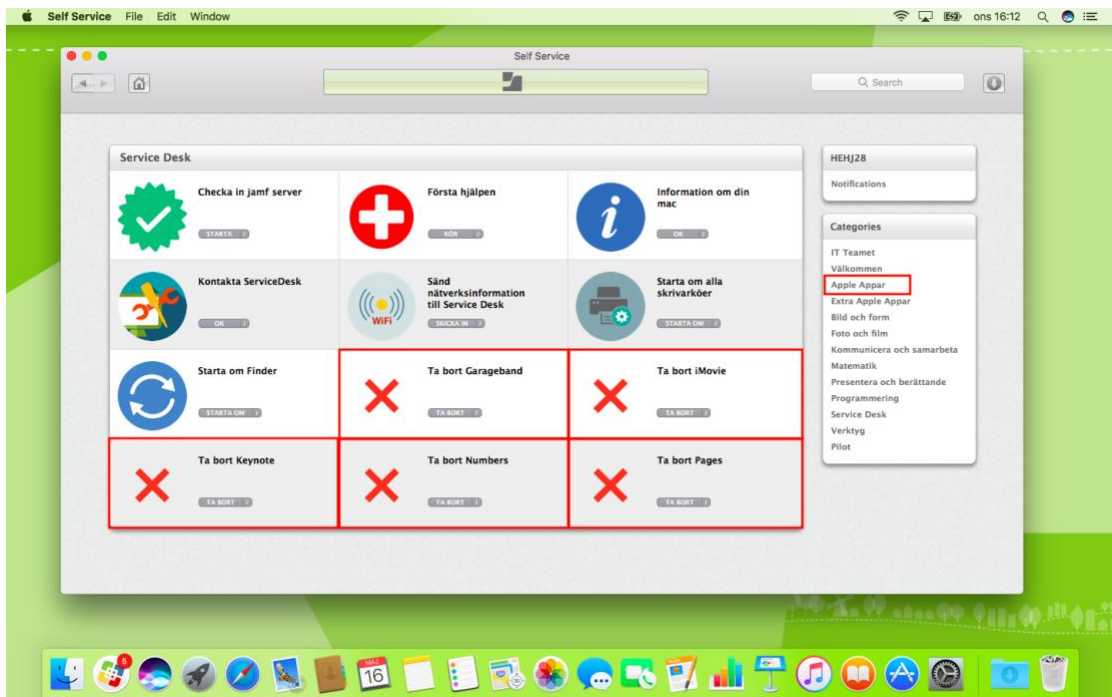 Self Service File Edit Window
ons 16:12
Self Service
Search
Service Desk
Checka in jamf server
STARTA i
Första hjälpen
KÖR i
Information om din
mac
OK i
Kontakta ServiceDesk
OK i
Sänd
nätverksinformation
till Service Desk
WiFi
SKICKA IN i
Starta om alla
skrivarköer
STARTA OM i
Starta om Finder
STARTA OM i
Ta bort Garageband
TA BORT i
Ta bort iMovie
TA BORT i
Ta bort Keynote
TA BORT i
Ta bort Numbers
TA BORT i
Ta bort Pages
TA BORT i
HEHJ28
Notifications
Categories
IT Teamet
Välkommen
Apple Appar
Extra Apple Appar
Bild och form
Foto och film
Kommunicera och samarbeta
Matematik
Presentera och berättande
Programmering
Service Desk
Verktyg
Pilot
5
MAJ
16